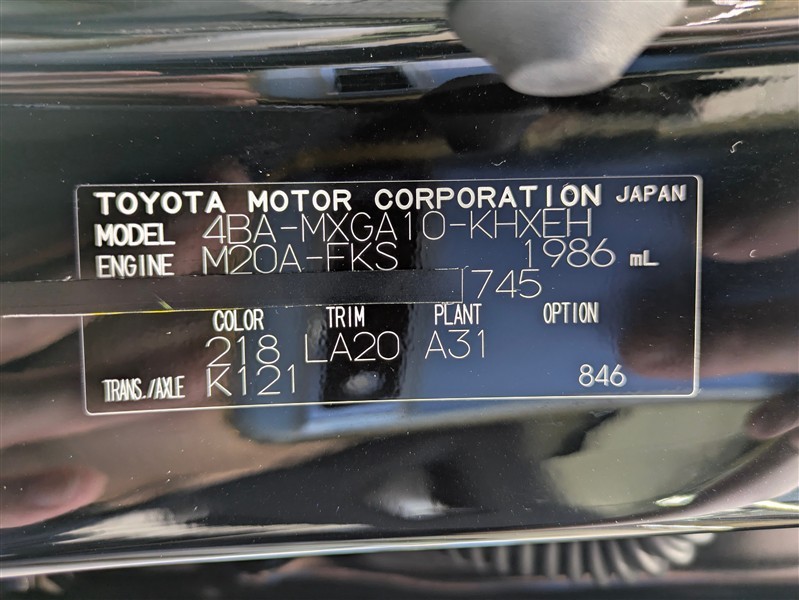 TOYOTA MOTOR CORPORATION JAPAN
MODEL 4BA-MXGA10-KHXEH
ENGINE M20A-FKS 1986 mL
1745
COLOR TRIM PLANT OPTION
218 LA20 A31
TRANS./AXLE K121 846